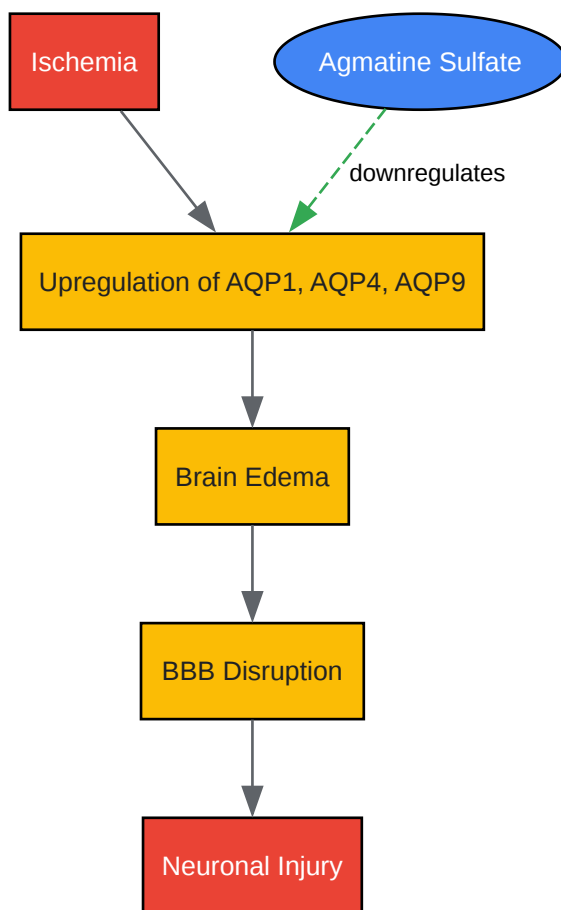 Ischemia
Agmatine Sulfate
downregulates
Upregulation of AQP1, AQP4, AQP9
Brain Edema
BBB Disruption
Neuronal Injury